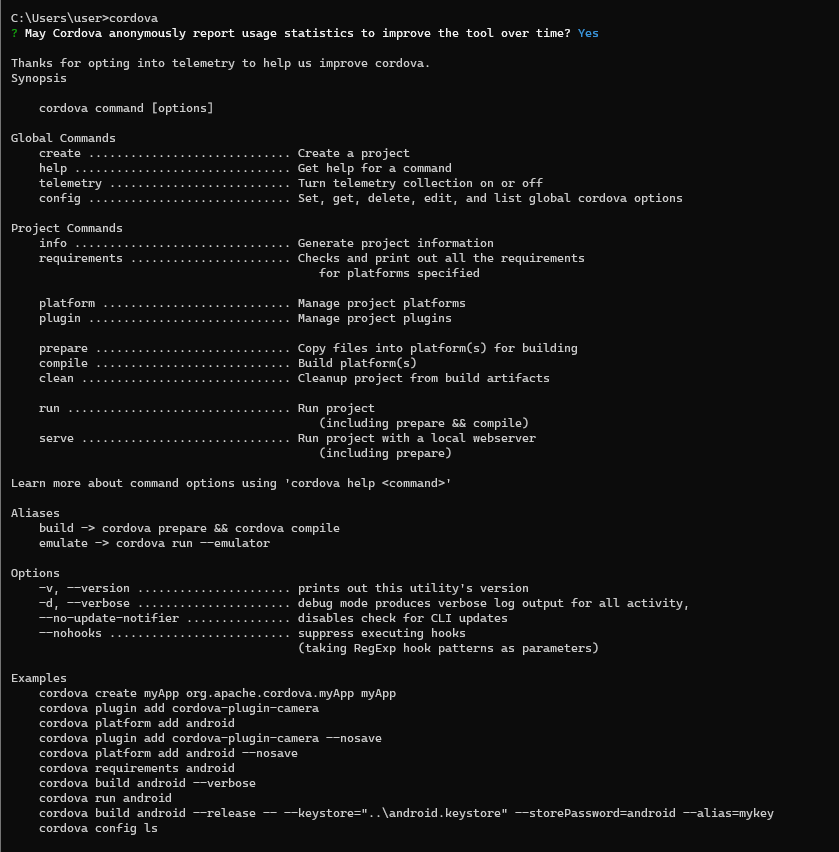 C:\Users\user>cordova
? May Cordova anonymously report usage statistics to improve the tool over time? Yes
Thanks for opting into telemetry to help us improve cordova.
Synopsis
cordova command [options]
Global Commands
create ............................. Create a project
help ............................... Get help for a command
telemetry .......................... Turn telemetry collection on or off
config ............................. Set, get, delete, edit, and list global cordova options
Project Commands
info ............................... Generate project information
requirements ....................... Checks and print out all the requirements
for platforms specified
platform ........................... Manage project platforms
plugin ............................. Manage project plugins
prepare ............................ Copy files into platform(s) for building
compile ............................ Build platform(s)
clean .............................. Cleanup project from build artifacts
run ................................ Run project
(including prepare && compile)
serve .............................. Run project with a local webserver
(including prepare)
Learn more about command options using 'cordova help <command>'
Aliases
build -> cordova prepare && cordova compile
emulate -> cordova run --emulator
Options
-v, --version ...................... prints out this utility's version
-d, --verbose ...................... debug mode produces verbose log output for all activity,
--no-update-notifier ............... disables check for CLI updates
--nohooks .......................... suppress executing hooks
(taking RegExp hook patterns as parameters)
Examples
cordova create myApp org.apache.cordova.myApp myApp
cordova plugin add cordova-plugin-camera
cordova platform add android
cordova plugin add cordova-plugin-camera --nosave
cordova platform add android --nosave
cordova requirements android
cordova build android --verbose
cordova run android
cordova build android --release -- --keystore="..\android.keystore" --storePassword=android --alias=mykey
cordova config ls